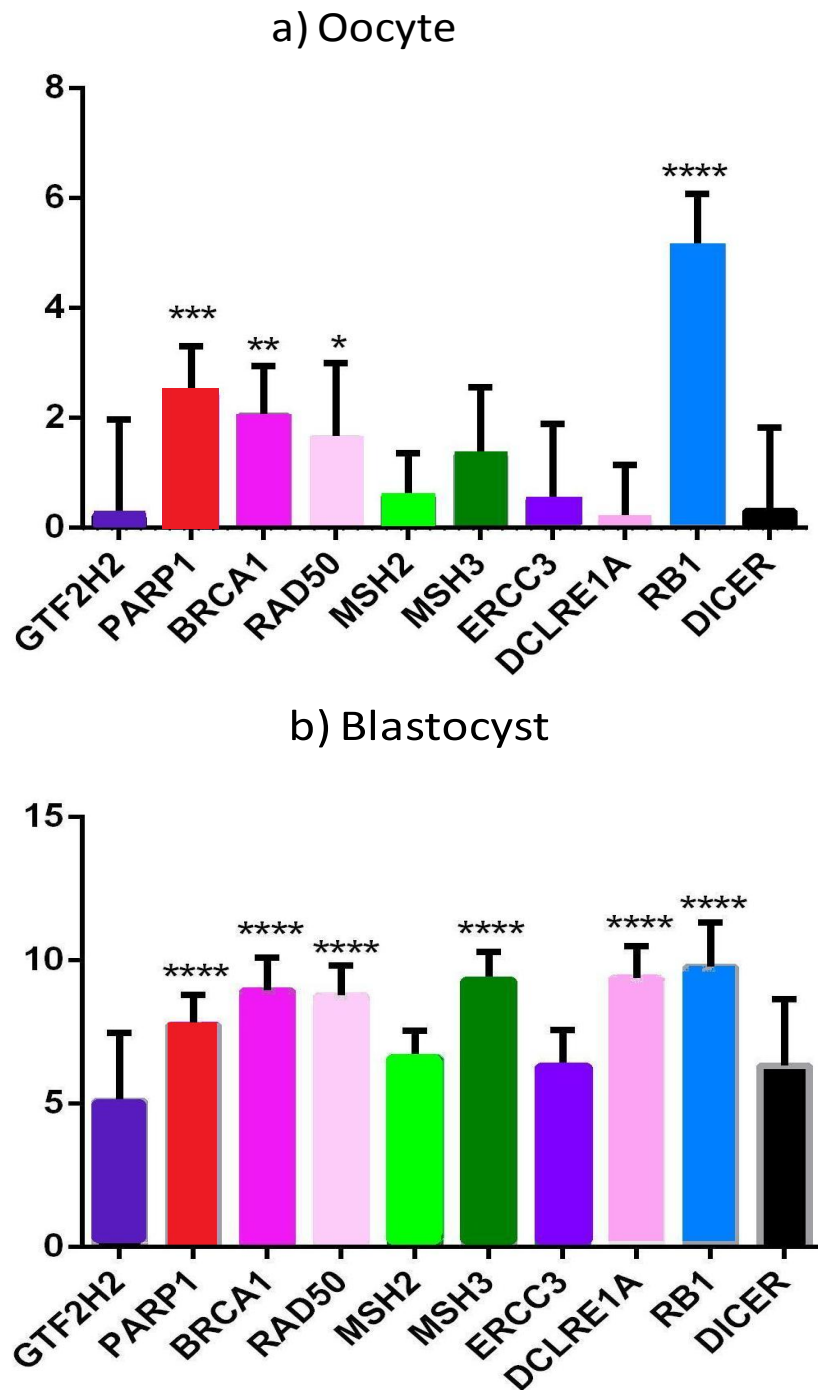 a) Oocyte
8
6
4
2
0
****
***
**
*
GTF2H2
PARP1
BRCA1
RAD50
MSH2
MSH3
ERCC3
DCLRE1A
RB1
DICER
b) Blastocyst
15
10
5
0
****
****
****
****
****
****
GTF2H2
PARP1
BRCA1
RAD50
MSH2
MSH3
ERCC3
DCLRE1A
RB1
DICER